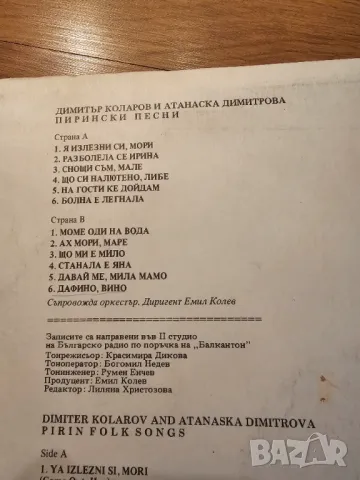 ДИМИТЪР КОЛАРОВ И АТАНАСКА ДИМИТРОВА
ПИРИНСКИ ПЕСНИ
Страна А
1. Я ИЗЛЕЗНИ СИ, МОРИ
2. РАЗБОЛЕЛА СЕ ИРИНА
3. СНОЩИ СЪМ, МАЛЕ
4. ЩО СИ НАЛЮТЕНО, ЛИБЕ
5. НА ГОСТИ КЕ ДОЙДАМ
6. БОЛНА Е ЛЕГНАЛА
Страна В
1. МОМЕ ОДИ НА ВОДА
2. АХ МОРИ, МАРЕ
3. ЩО МИ Е МИЛО
4. СТАНАЛА Е ЯНА
5. ДАВАЙ МЕ, МИЛА МАМО
6. ДАФИНО, ВИНО
Съпровожда оркестър. Диригент Емил Колев
Записите са направени във II студио
на Българско радио по поръчка на „Балкантон"
Тонрежисьор: Красимира Дикова
Тоноператор: Богомил Недев
Тонинженер: Румен Енчев
Продуцент: Емил Колев
Редактор: Лиляна Христозова
DIMITER KOLAROV AND ATANASKA DIMITROVA
PIRIN FOLK SONGS
Side A
1. YA IZLEZNI SI, MORI
bazar